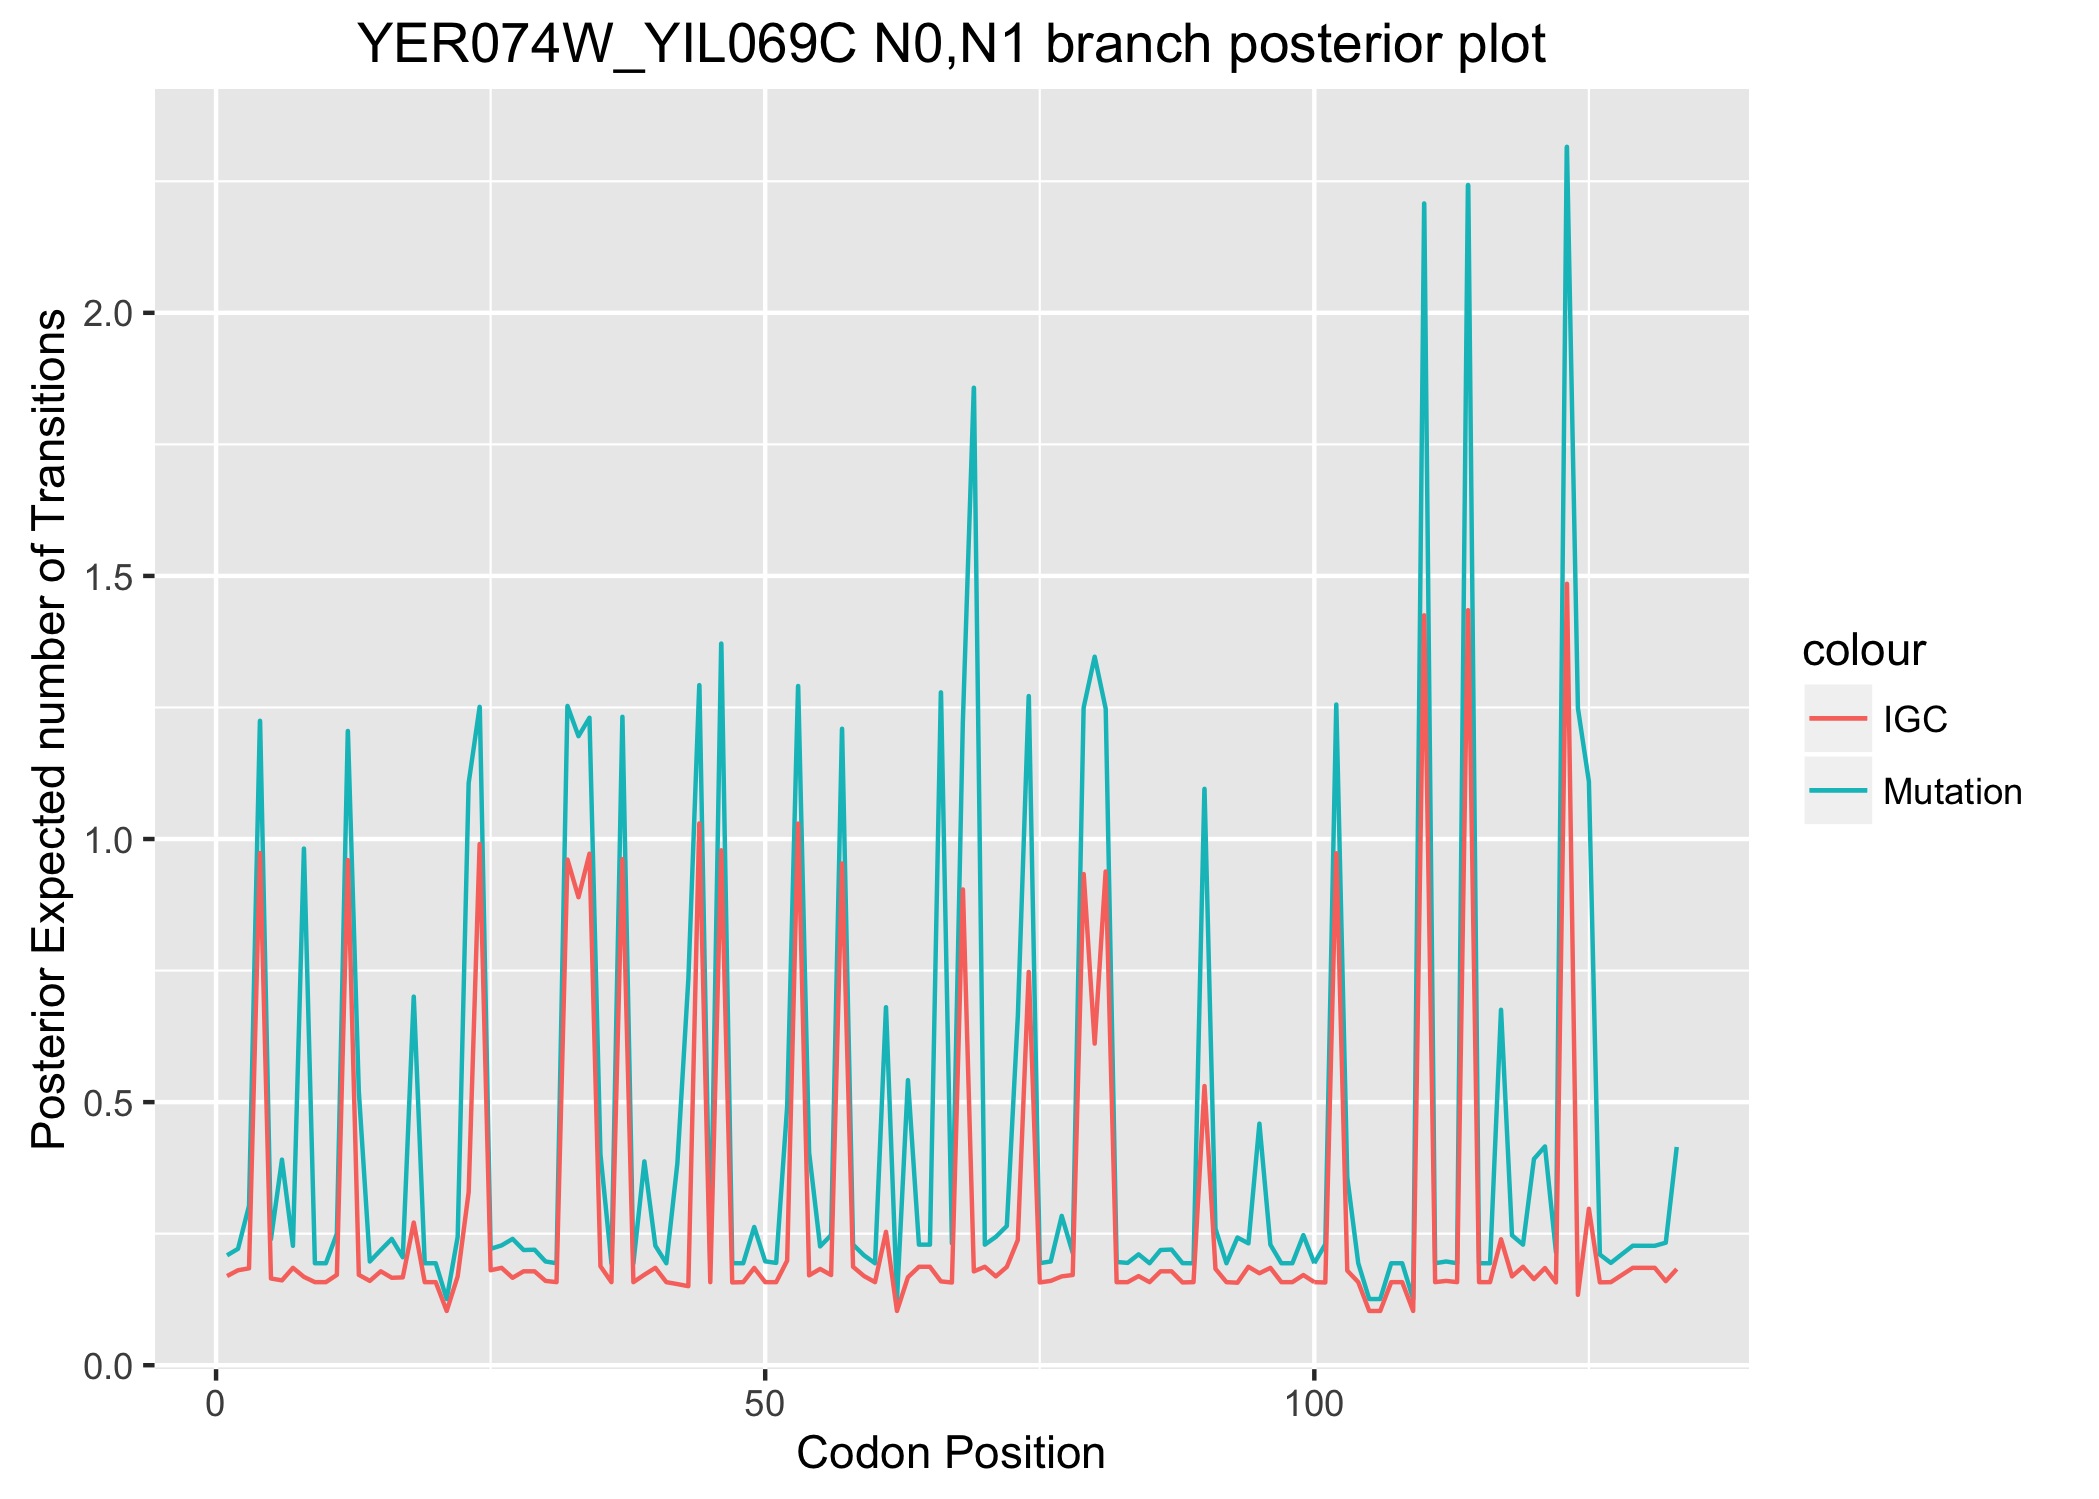 YER074W_YIL069C N0,N1 branch posterior plot
Posterior Expected number of Transitions
2.0
1.5
1.0
0.5
0.0
0
50
100
Codon Position
colour
IGC
Mutation